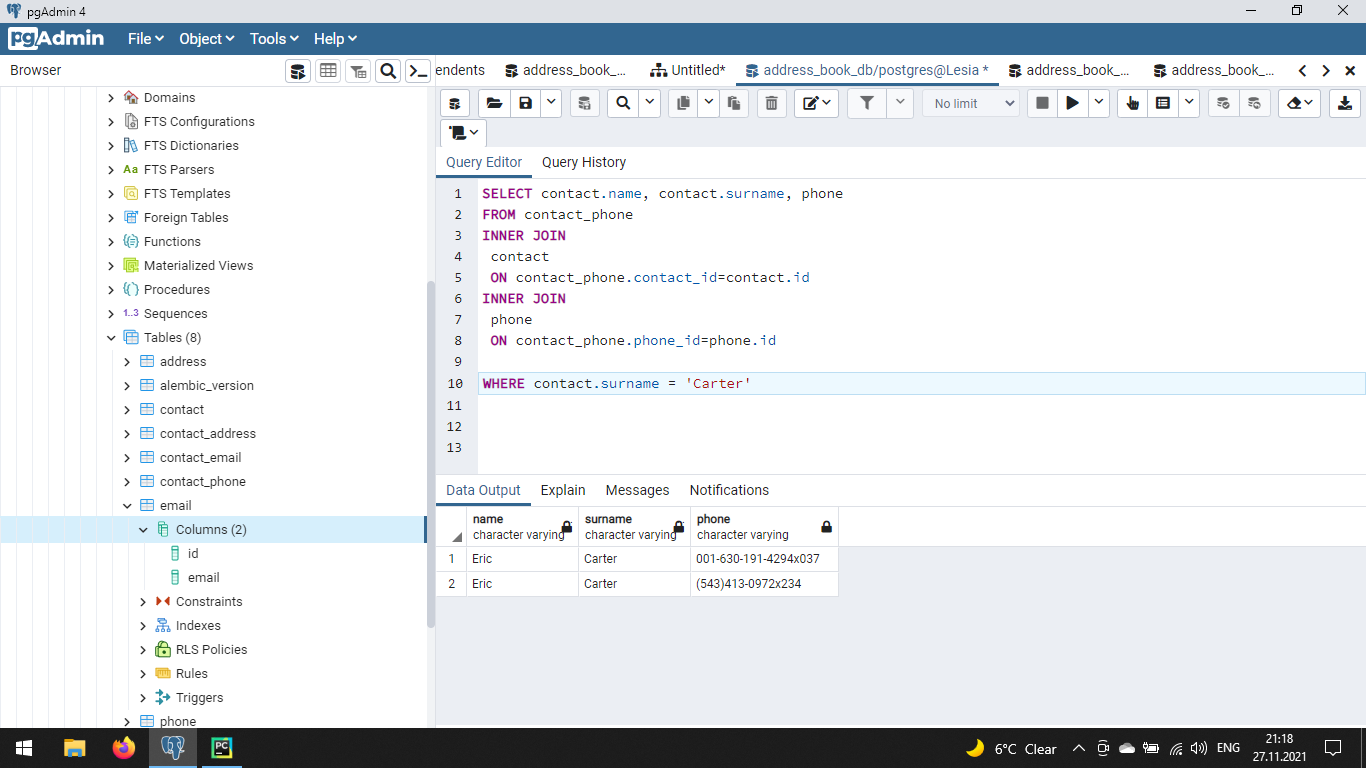 pgAdmin 4
pgAdmin
File
Object
Tools
Help
Browser
endents
address_book_...
Untitled*
address_book_db/postgres@Lesia *
address_book_...
address_book_...
No limit
Query Editor
Query History
Domains
FTS Configurations
FTS Dictionaries
Aa FTS Parsers
FTS Templates
Foreign Tables
Functions
Materialized Views
Procedures
1..3 Sequences
Tables (8)
address
alembic_version
contact
contact_address
contact_email
contact_phone
email
Columns (2)
id
email
Constraints
Indexes
RLS Policies
Rules
Triggers
phone
1 SELECT contact.name, contact.surname, phone
2 FROM contact_phone
3 INNER JOIN
4 contact
5 ON contact_phone.contact_id=contact.id
6 INNER JOIN
7 phone
8 ON contact_phone.phone_id=phone.id
9
10 WHERE contact.surname = 'Carter'
11
12
13
Data Output
Explain
Messages
Notifications
name
character varying
surname
character varying
phone
character varying
1 Eric Carter 001-630-191-4294x037
2 Eric Carter (543)413-0972x234
PC
6°C Clear
ENG
21:18
27.11.2021